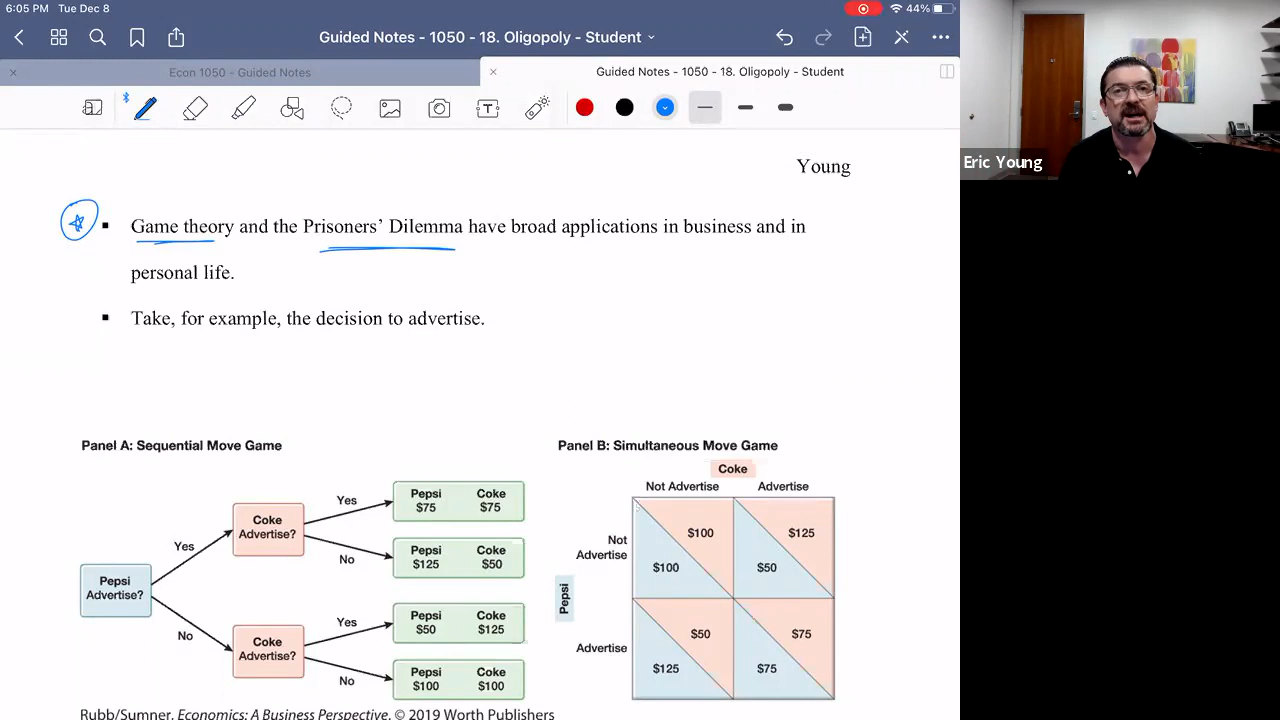 6:05 PM Tue Dec 8
44%
Guided Notes - 1050 - 18. Oligopoly - Student
Econ 1050 - Guided Notes
Guided Notes - 1050 - 18. Oligopoly - Student
T
Eric Young
Young
Game theory and the Prisoners' Dilemma have broad applications in business and in
personal life.
Take, for example, the decision to advertise.
Panel A: Sequential Move Game
Pepsi
Advertise?
Yes
No
Coke
Advertise?
Yes
No
Pepsi Coke
$75 $75
Pepsi Coke
$125 $50
Coke
Advertise?
Yes
No
Pepsi Coke
$50 $125
Pepsi Coke
$100 $100
Panel B: Simultaneous Move Game
Coke
Not Advertise Advertise
Pepsi
Not
Advertise
$100
$100
$125
$50
Advertise
$50
$125
$75
$75
Rubb/Sumner, Economics: A Business Perspective, © 2019 Worth Publishers